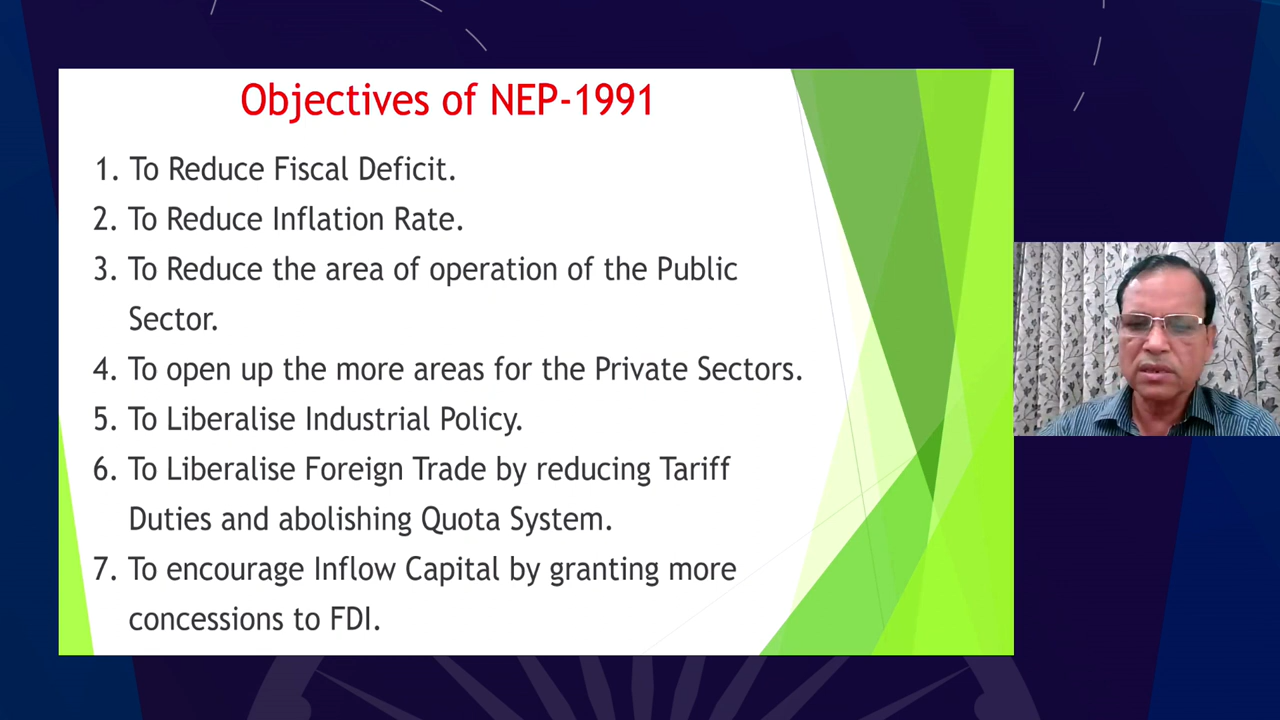 Objectives of NEP-1991
1. To Reduce Fiscal Deficit.
2. To Reduce Inflation Rate.
3. To Reduce the area of operation of the Public
Sector.
4. To open up the more areas for the Private Sectors.
5. To Liberalise Industrial Policy.
6. To Liberalise Foreign Trade by reducing Tariff
Duties and abolishing Quota System.
7. To encourage Inflow Capital by granting more
concessions to FDI.